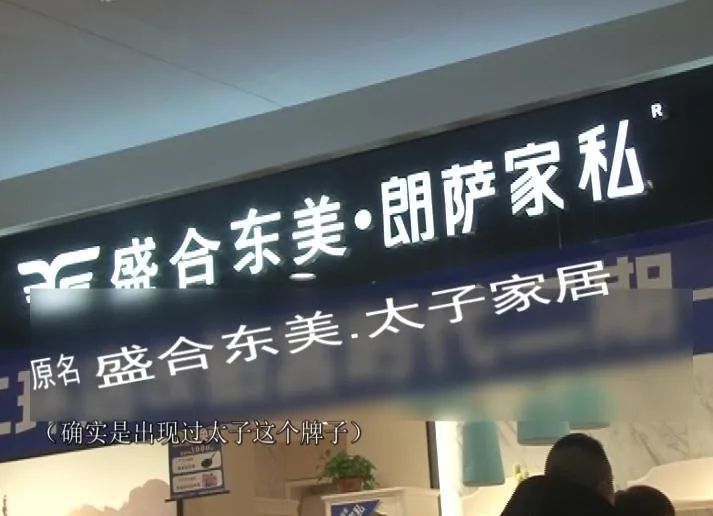 盛合东美·朗萨家私®
原名 盛合东美.太子家居
(确实是出现过太子这个牌子)